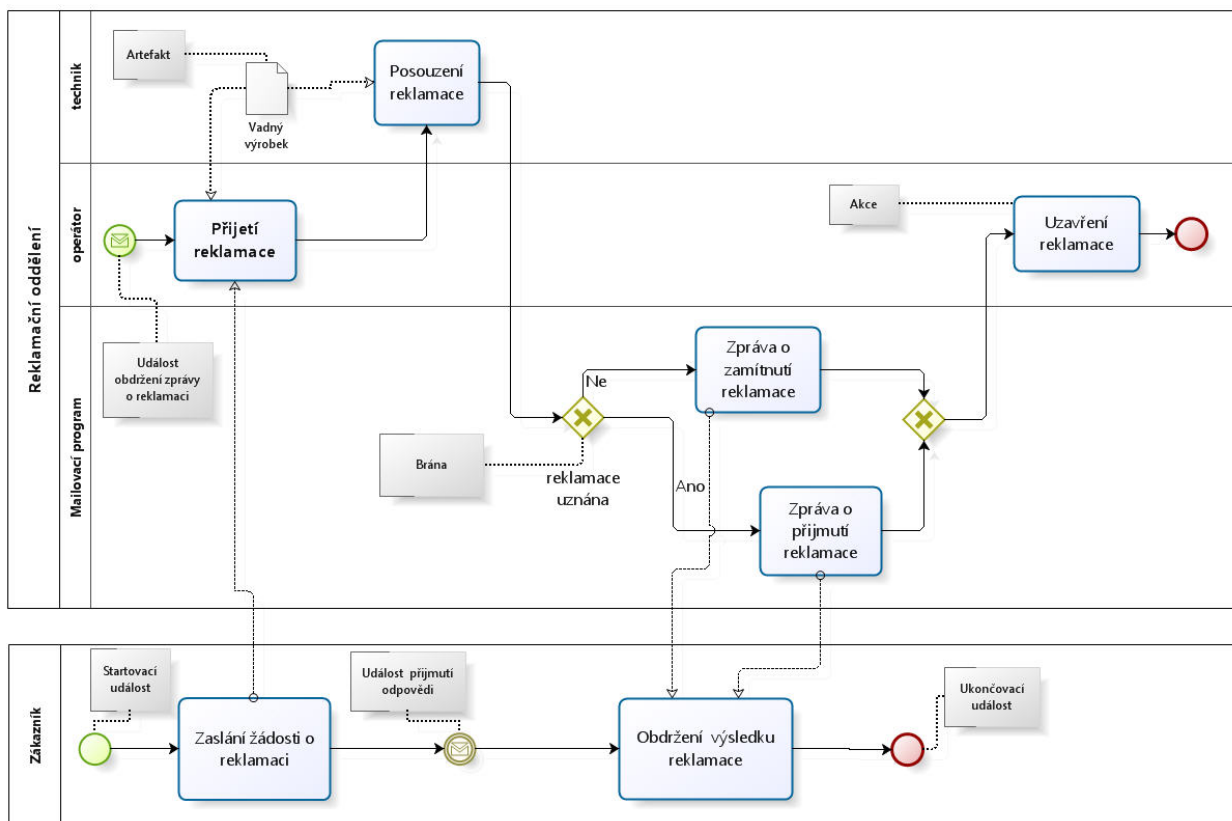 Reklamační oddělení
technik
Artefakt
Vadný
výrobek
Posouzení
reklamace
operátor
Přijetí
reklamace
Akce
Uzavření
reklamace
Mailovací program
Událost
obdržení zprávy
o reklamaci
Ne
Zpráva o
zamítnutí
reklamace
Brána
reklamace
uznána
Ano
Zpráva o
přijmutí
reklamace
Zákazník
Startovací
událost
Zaslání žádosti o
reklamaci
Událost přijmutí
odpovědi
Obdržení výsledku
reklamace
Ukončovací
událost